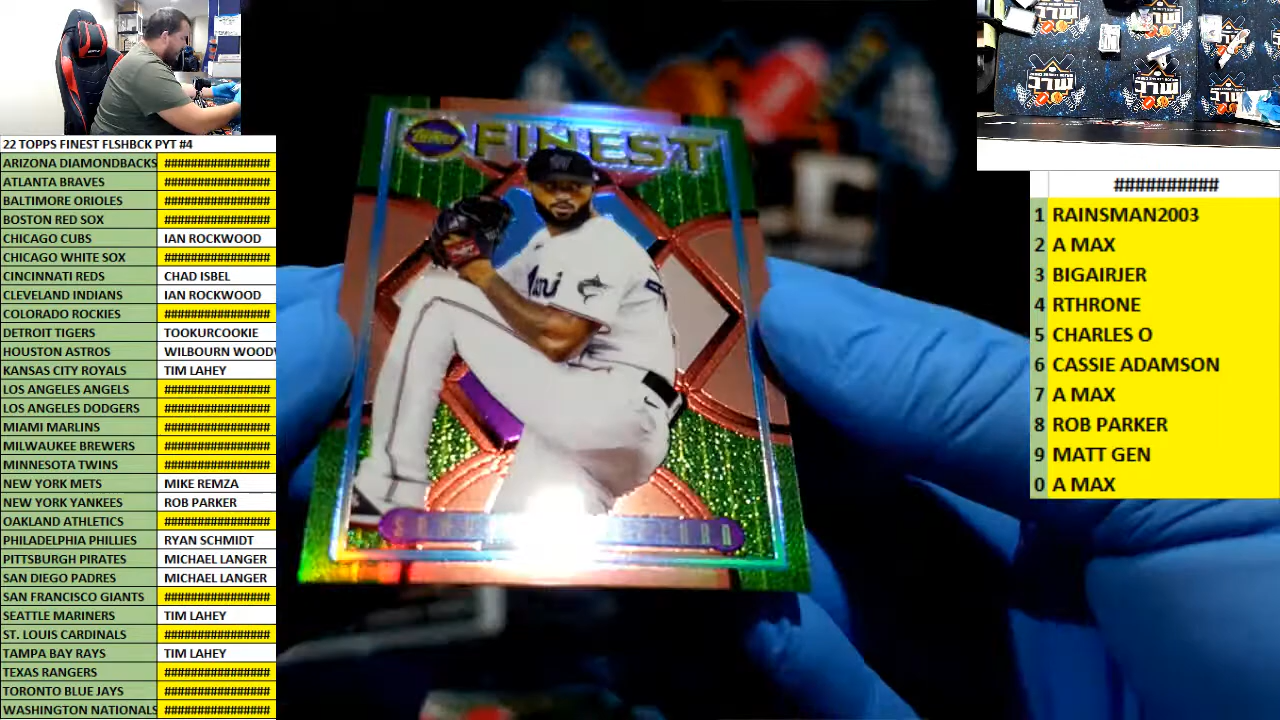 22 TOPPS FINEST FLSHBCK PYT #4
ARIZONA DIAMONDBACKS ################
ATLANTA BRAVES ################
BALTIMORE ORIOLES ################
BOSTON RED SOX ################
CHICAGO CUBS IAN ROCKWOOD
CHICAGO WHITE SOX ################
CINCINNATI REDS CHAD ISBEL
CLEVELAND INDIANS IAN ROCKWOOD
COLORADO ROCKIES ################
DETROIT TIGERS TOOKURCOOKIE
HOUSTON ASTROS WILBOURN WOODW
KANSAS CITY ROYALS TIM LAHEY
LOS ANGELES ANGELS ################
LOS ANGELES DODGERS ################
MIAMI MARLINS ################
MILWAUKEE BREWERS ################
MINNESOTA TWINS ################
NEW YORK METS MIKE REMZA
NEW YORK YANKEES ROB PARKER
OAKLAND ATHLETICS ################
PHILADELPHIA PHILLIES RYAN SCHMIDT
PITTSBURGH PIRATES MICHAEL LANGER
SAN DIEGO PADRES MICHAEL LANGER
SAN FRANCISCO GIANTS ################
SEATTLE MARINERS TIM LAHEY
ST. LOUIS CARDINALS ################
TAMPA BAY RAYS TIM LAHEY
TEXAS RANGERS ################
TORONTO BLUE JAYS ################
WASHINGTON NATIONALS ################
Topps FINEST
##########
1 RAINSMAN2003
2 A MAX
3 BIGAIRJER
4 RTHRONE
5 CHARLES O
6 CASSIE ADAMSON
7 A MAX
8 ROB PARKER
9 MATT GEN
0 A MAX